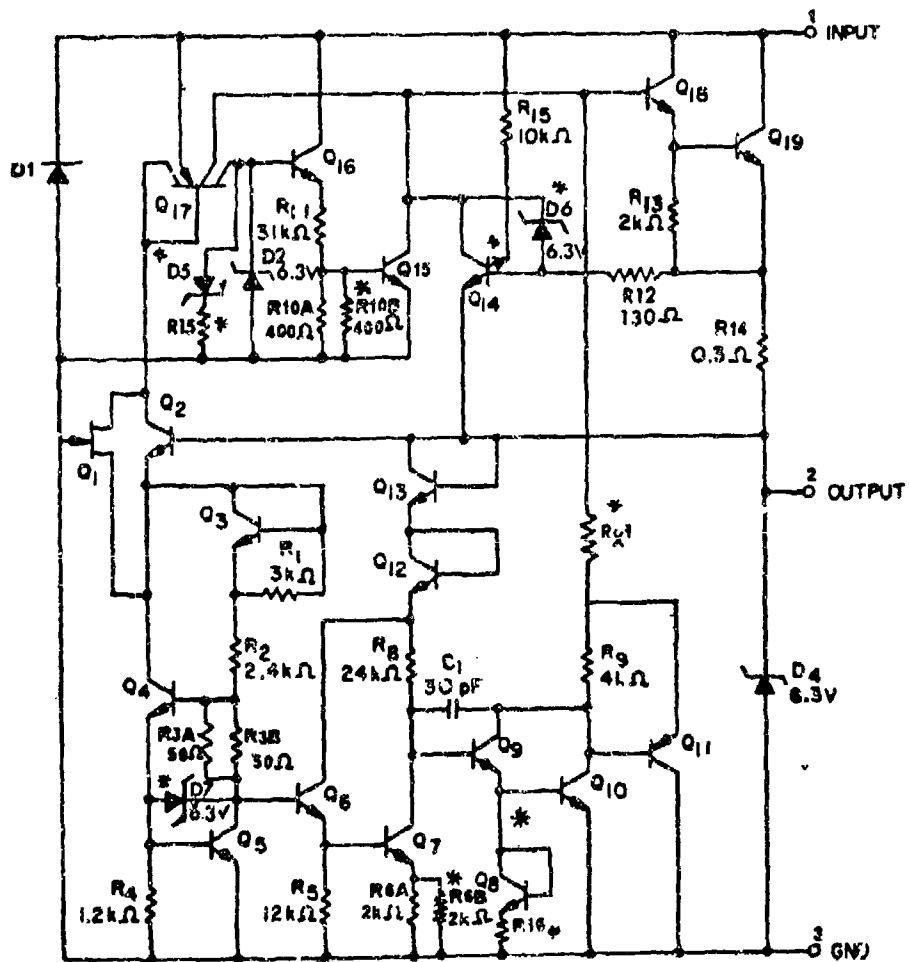 1
INPUT
Q18
R15
10kΩ
Q19
D1
Q16
*
D6
6.3V
R13
2kΩ
Q17
R11
31kΩ
*
D5
D2
6.3V
*
Q15
*
Q14
R12
130Ω
R15 *
R10A
400Ω
*
R10B
400Ω
R14
0.3Ω
Q2
Q1
Q13
2
OUTPUT
Q3
*
R1
3kΩ
Q12
R2
2.4kΩ
R8
24kΩ
C1
30 pF
R9
4kΩ
D4
6.3V
Q4
R3A
50Ω
R3B
50Ω
Q9
Q11
*
D7
6.3V
Q6
Q10
*
Q5
Q7
Q8
R4
1.2kΩ
R5
12kΩ
R6A
2kΩ
*
R6B
2kΩ
R16 *
3
GND